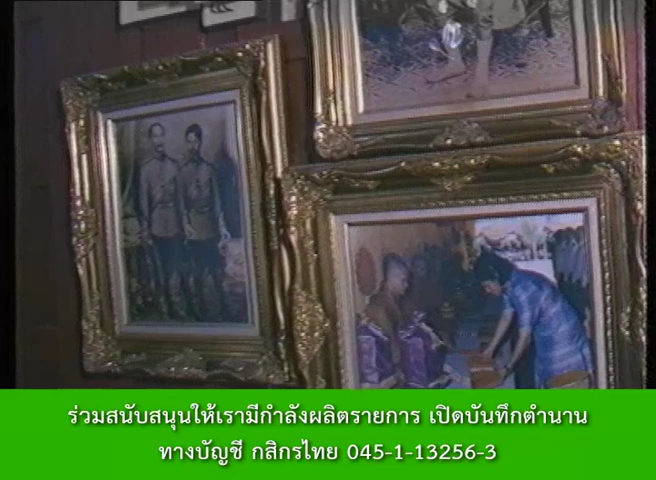 ร่วมสนับสนุนให้เรามีกำลังผลิตรายการ เปิดบันทึกตำนาน
ทางบัญชี กสิกรไทย 045-1-13256-3